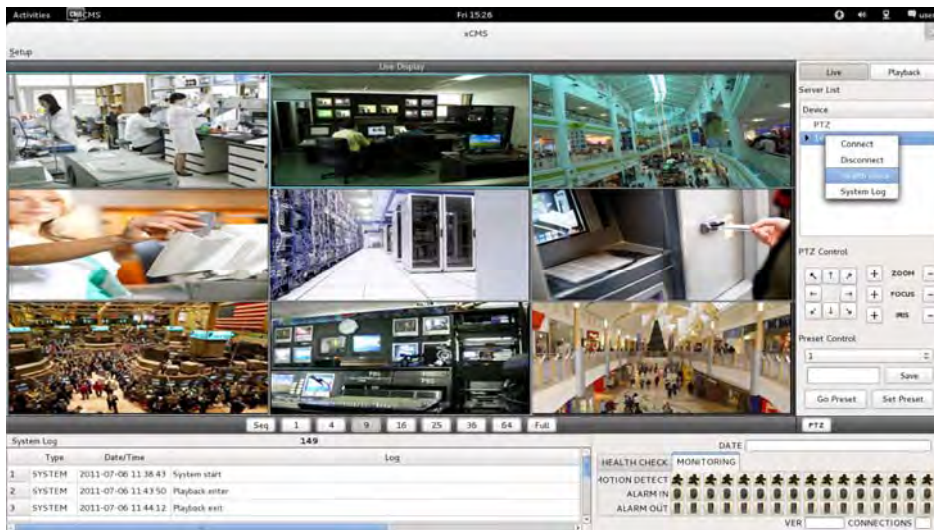 Activities xCMS Fri 15:26 user
xCMS
Setup
Live Display
Live Playback
Server List
Device
PTZ
Connect
Disconnect
Health check
System Log
PTZ Control
+ ZOOM −
+ FOCUS −
+ IRIS −
Preset Control
1
Save
Go Preset Set Preset
Seq 1 4 9 16 25 36 64 Full PTZ
System Log 149
Type Date/Time Log
1 SYSTEM 2011-07-06 11:38:43 System start
2 SYSTEM 2011-07-06 11:43:50 Playback enter
3 SYSTEM 2011-07-06 11:44:12 Playback exit
DATE
HEALTH CHECK MONITORING
MOTION DETECT
ALARM IN
ALARM OUT
VER CONNECTIONS